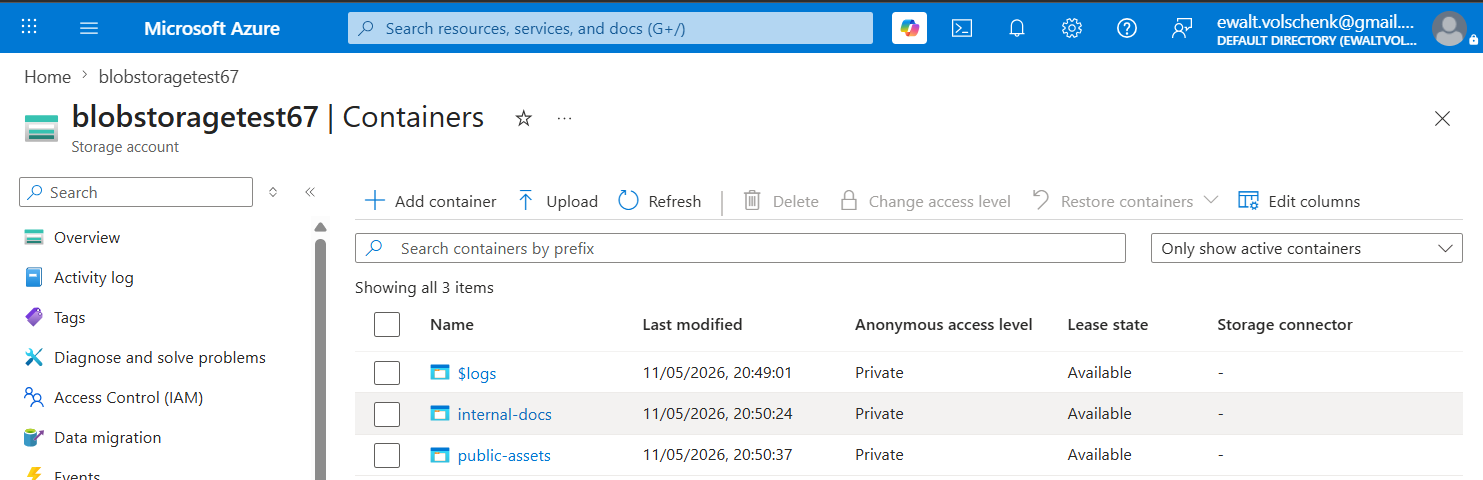 Microsoft Azure
Search resources, services, and docs (G+/)
ewalt.volschenk@gmail....
DEFAULT DIRECTORY (EWALTVOL...
Home > blobstoragetest67
blobstoragetest67 | Containers
Storage account
Search
Overview
Activity log
Tags
Diagnose and solve problems
Access Control (IAM)
Data migration
Events
Add container Upload Refresh Delete Change access level Restore containers Edit columns
Search containers by prefix
Only show active containers
Showing all 3 items
Name Last modified Anonymous access level Lease state Storage connector
$logs 11/05/2026, 20:49:01 Private Available -
internal-docs 11/05/2026, 20:50:24 Private Available -
public-assets 11/05/2026, 20:50:37 Private Available -